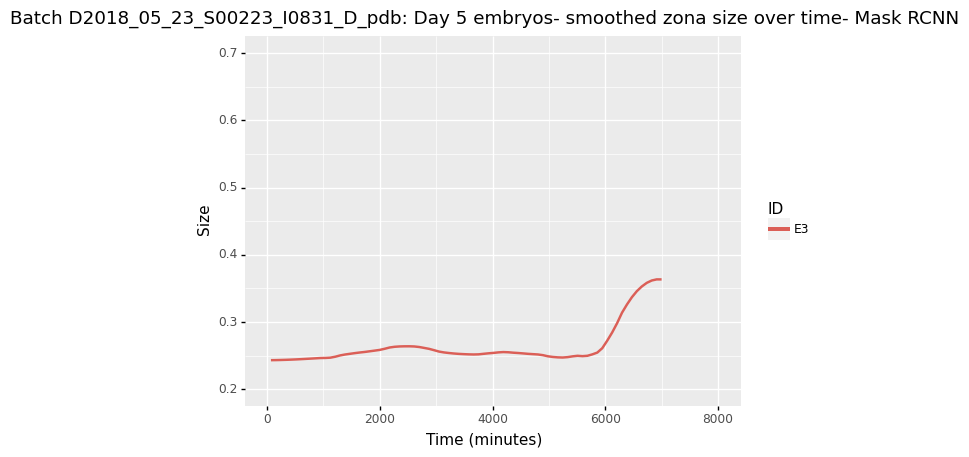 Batch D2018_05_23_S00223_I0831_D_pdb: Day 5 embryos- smoothed zona size over time- Mask RCNN
0.7
0.6
0.5
0.4
0.3
0.2
Size
0 2000 4000 6000 8000
Time (minutes)
ID
E3